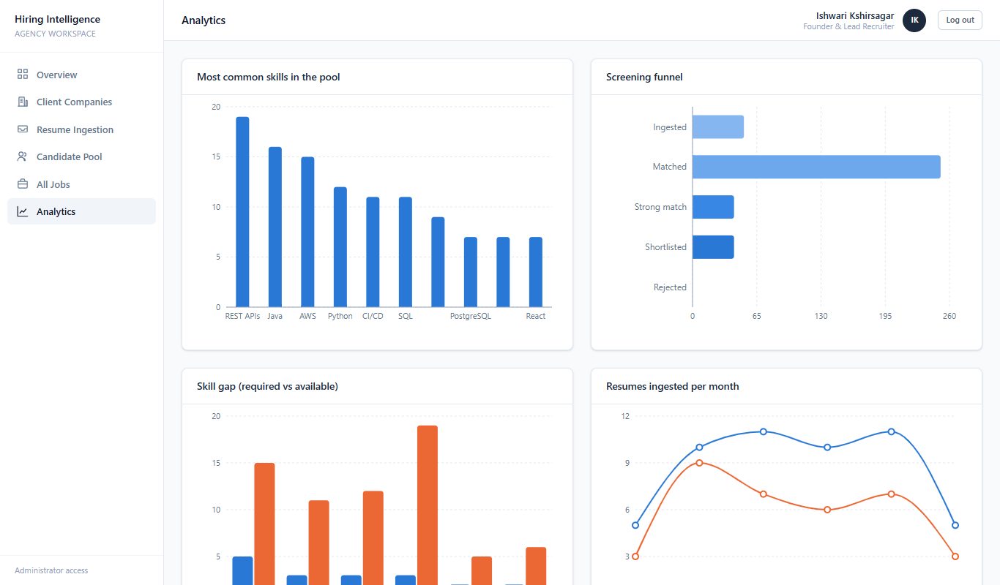 Hiring Intelligence
AGENCY WORKSPACE
Overview
Client Companies
Resume Ingestion
Candidate Pool
All Jobs
Analytics
Administrator access
Analytics
Ishwari Kshirsagar
Founder & Lead Recruiter
IK
Log out
Most common skills in the pool
20
15
10
5
0
REST APIs Java AWS Python CI/CD SQL PostgreSQL React
Screening funnel
Ingested
Matched
Strong match
Shortlisted
Rejected
0 65 130 195 260
Skill gap (required vs available)
20
15
10
5
Resumes ingested per month
12
9
6
3